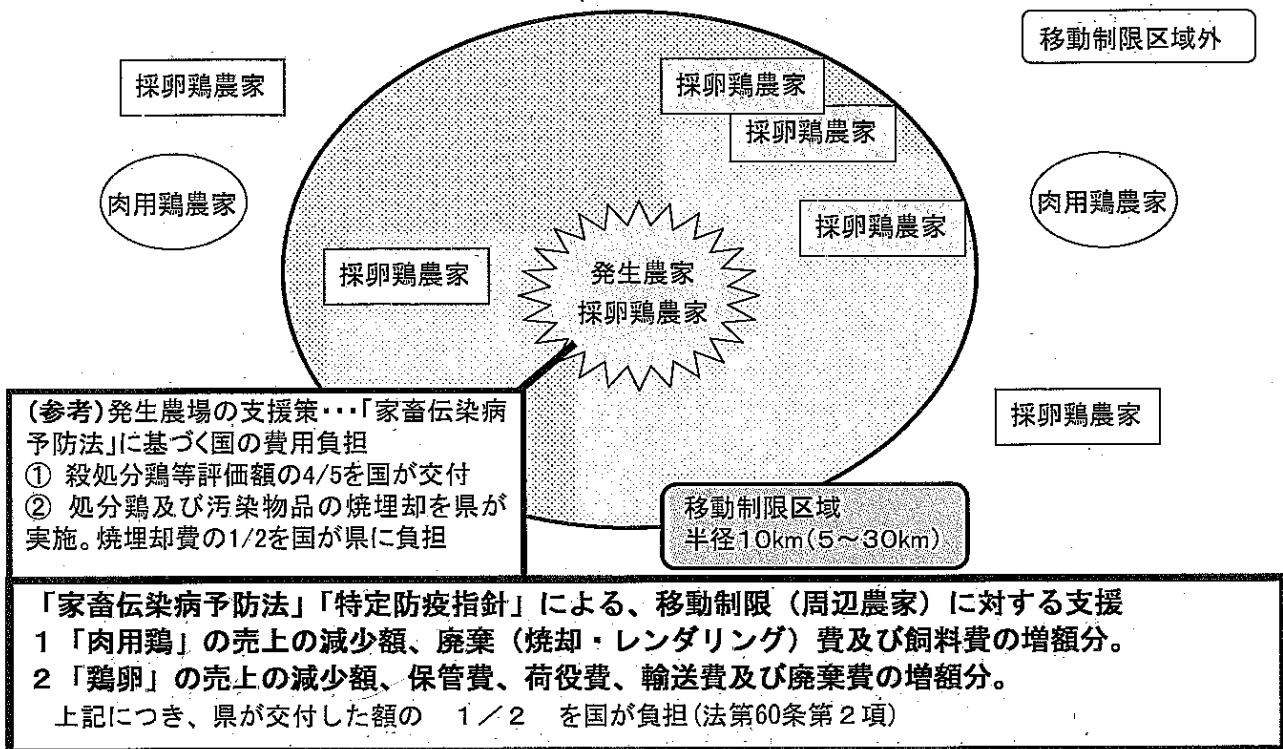 移動制限区域外
採卵鶏農家
採卵鶏農家
採卵鶏農家
肉用鶏農家
肉用鶏農家
採卵鶏農家
採卵鶏農家
発生農家
採卵鶏農家
採卵鶏農家
(参考)発生農場の支援策・・・「家畜伝染病
予防法」に基づく国の費用負担
① 殺処分鶏等評価額の4/5を国が交付
② 処分鶏及び汚染物品の焼埋却を県が
実施。焼埋却費の1/2を国が県に負担
移動制限区域
半径10km(5～30km)
「家畜伝染病予防法」「特定防疫指針」による、移動制限（周辺農家）に対する支援
1 「肉用鶏」の売上の減少額、廃棄（焼却・レンダリング）費及び飼料費の増額分。
2 「鶏卵」の売上の減少額、保管費、荷役費、輸送費及び廃棄費の増額分。
上記につき、県が交付した額の １／２ を国が負担(法第60条第２項)